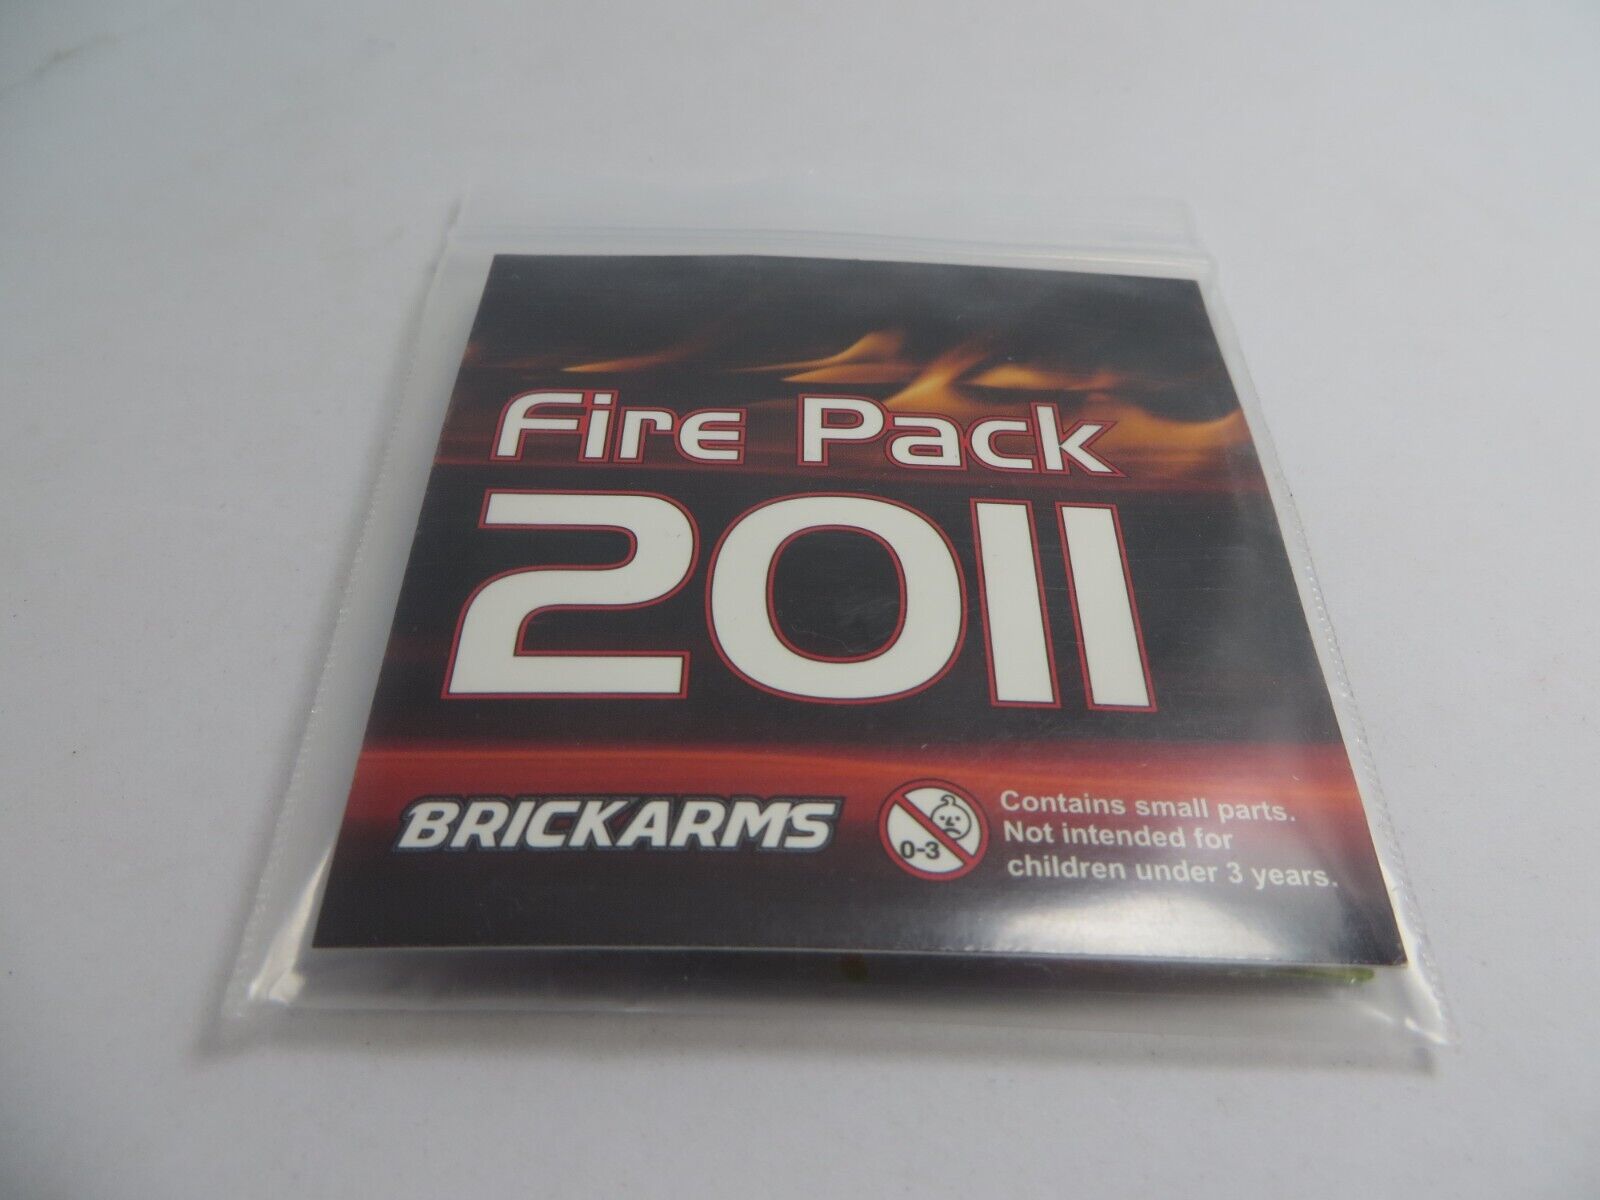 Fire Pack
2011
BRICKARMS
0-3
Contains small parts.
Not intended for
children under 3 years.